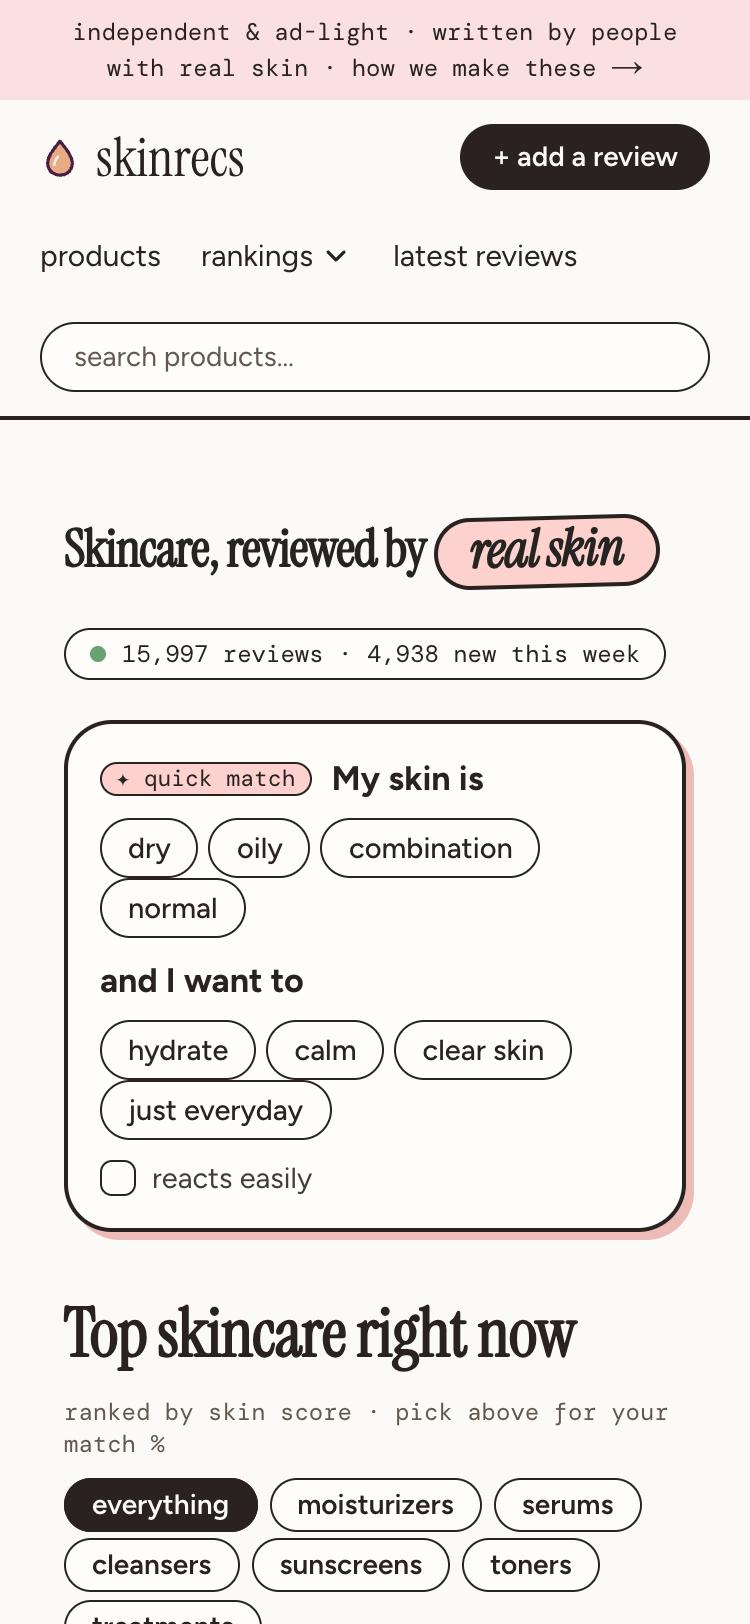 independent & ad-light · written by people
with real skin · how we make these →
skinrecs
+ add a review
products rankings latest reviews
search products...
Skincare, reviewed by real skin
15,997 reviews · 4,938 new this week
✦ quick match My skin is
dry oily combination
normal
and I want to
hydrate calm clear skin
just everyday
reacts easily
Top skincare right now
ranked by skin score · pick above for your
match %
everything moisturizers serums
cleansers sunscreens toners
treatments